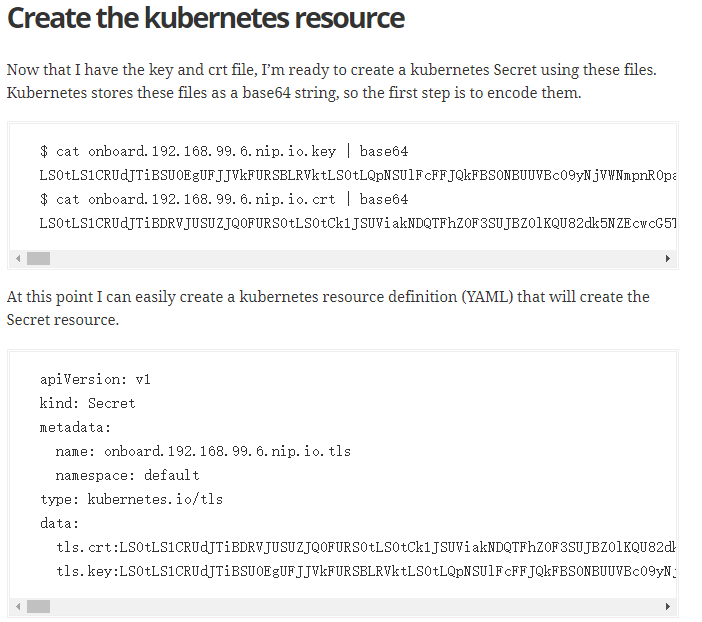 Create the kubernetes resource
Now that I have the key and crt file, I’m ready to create a kubernetes Secret using these files.
Kubernetes stores these files as a base64 string, so the first step is to encode them.
$ cat onboard.192.168.99.6.nip.io.key | base64
LS0tLS1CRUdJTiBSU0EgUFJJVkFURSBLRVktLS0tLQpNSUlFcFFJQkFBS0NBUUVBc09yNjVWNmpnR0pa
$ cat onboard.192.168.99.6.nip.io.crt | base64
LS0tLS1CRUdJTiBDRVJUSUZJQ0FURS0tLS0tCk1JSUViakNDQTFhZ0F3SUJBZ0lKQU82dk5NZEcwcG5T
At this point I can easily create a kubernetes resource definition (YAML) that will create the
Secret resource.
apiVersion: v1
kind: Secret
metadata:
  name: onboard.192.168.99.6.nip.io.tls
  namespace: default
type: kubernetes.io/tls
data:
  tls.crt:LS0tLS1CRUdJTiBDRVJUSUZJQ0FURS0tLS0tCk1JSUViakNDQTFhZ0F3SUJBZ0lKQU82d
  tls.key:LS0tLS1CRUdJTiBSU0EgUFJJVkFURSBLRVktLS0tLQpNSUlFcFFJQkFBS0NBUUVBc09yN